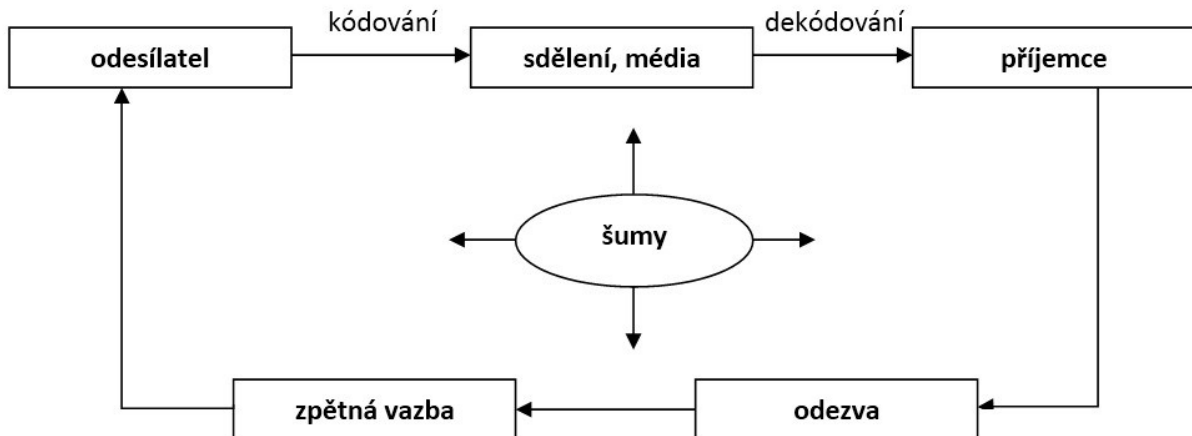 kódování
dekódování
odesílatel
sdělení, média
příjemce
šumy
zpětná vazba
odezva